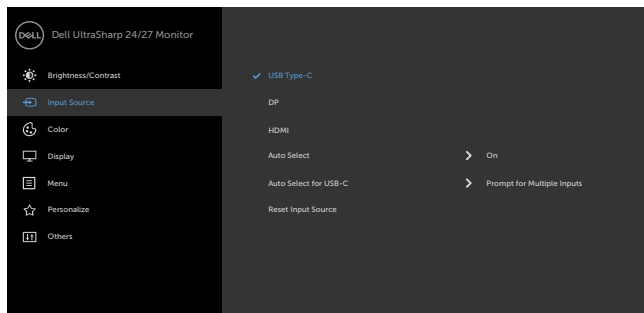 DELL
Dell UltraSharp 24/27 Monitor
Brightness/Contrast
USB Type-C
Input Source
DP
Color
HDMI
Display
Auto Select
On
Menu
Auto Select for USB-C
Prompt for Multiple Inputs
Personalize
Reset Input Source
Others